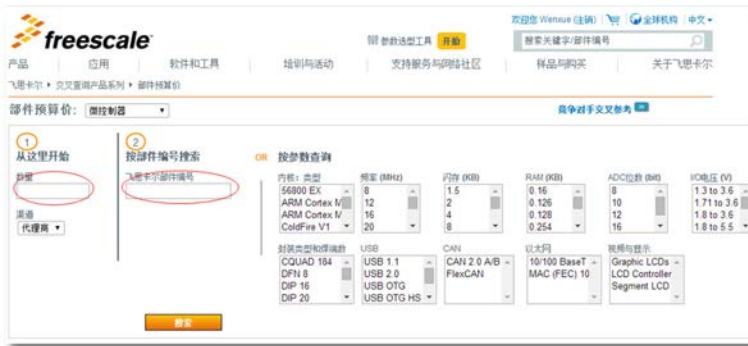 freescale
欢迎您 Wenxue (注销) 全球机构 中文
参数选型工具 开始 搜索关键字/部件编号
产品 应用 软件和工具 培训与活动 支持服务与网络社区 样品与购买 关于飞思卡尔
飞思卡尔 交叉查询产品系列 部件预算价
部件预算价: 微控制器 竞争对手交叉参考
1 2
从这里开始 按部件编号搜索 OR 按参数查询
数量 飞思卡尔部件编号 内核: 类型 频率 (MHz) 闪存 (KB) RAM (KB) ADC位数 (bit) I/O电压 (V)
56800 EX 8 1.5 0.16 8 1.3 to 3.6
ARM Cortex M 12 2 0.126 10 1.71 to 3.6
渠道 ARM Cortex M 16 4 0.128 12 1.8 to 3.6
代理商 ColdFire V1 20 8 0.254 16 1.8 to 5.5
封装类型和焊端数 USB CAN 以太网 视频与显示
CQUAD 184 USB 1.1 CAN 2.0 A/B 10/100 BaseT Graphic LCDs
DFN 8 USB 2.0 FlexCAN MAC (FEC) 10 LCD Controller
DIP 16 USB OTG Segment LCD
DIP 20 USB OTG HS
搜索